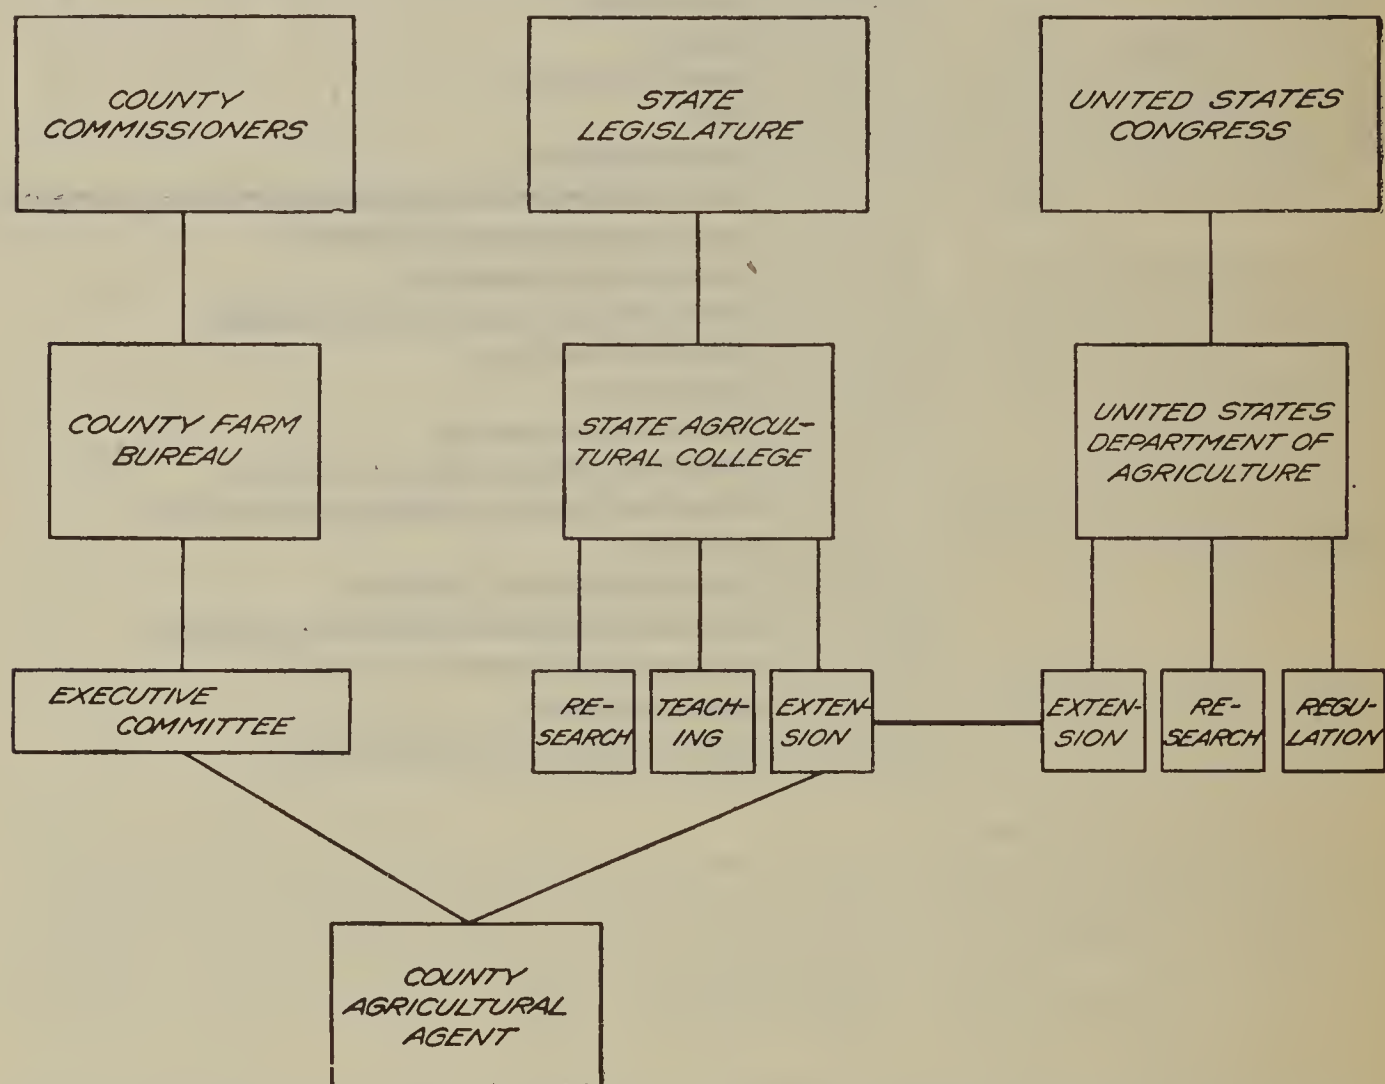 COUNTY
COMMISSIONERS
STATE
LEGISLATURE
UNITED STATES
CONGRESS
COUNTY FARM
BUREAU
STATE AGRICUL-
TURAL COLLEGE
UNITED STATES
DEPARTMENT OF
AGRICULTURE
EXECUTIVE
COMMITTEE
RE-
SEARCH
TEACH-
ING
EXTEN-
SION
EXTEN-
SION
RE-
SEARCH
REGU-
LATION
COUNTY
AGRICULTURAL
AGENT